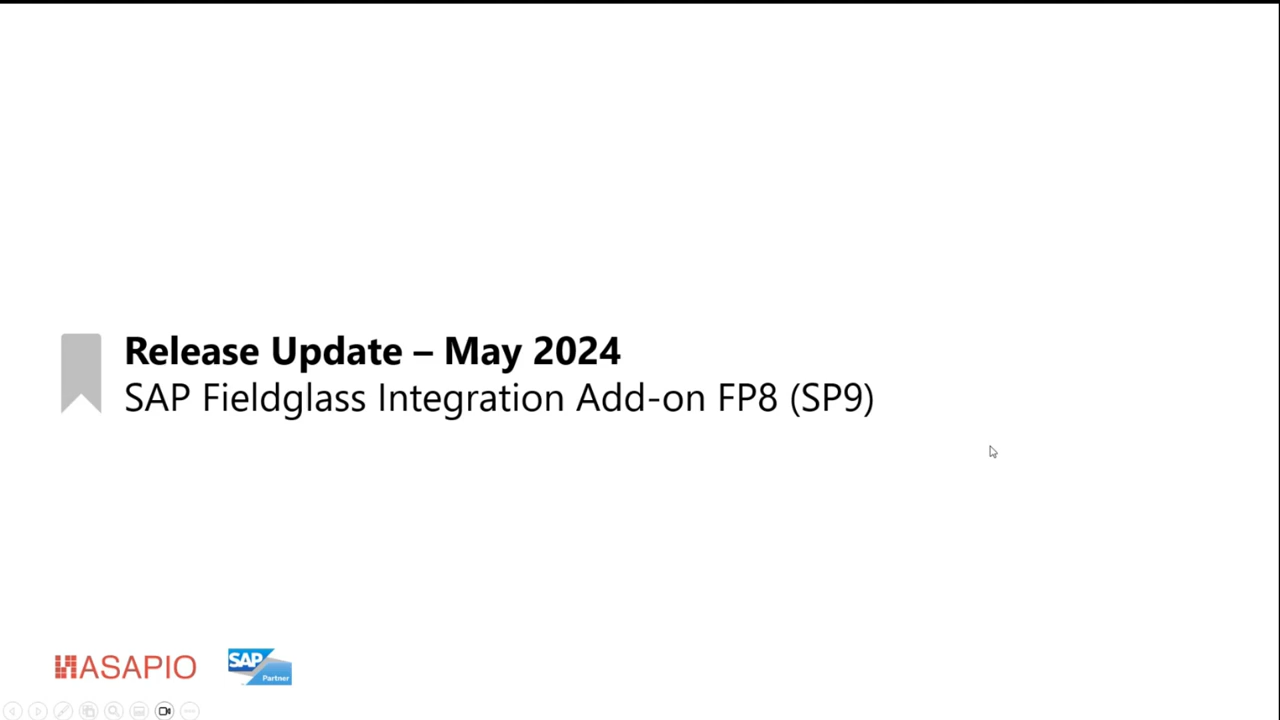 Release Update – May 2024
SAP Fieldglass Integration Add-on FP8 (SP9)
ASAPIO
SAP
Partner